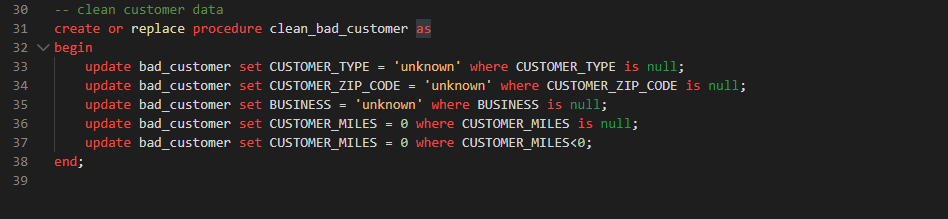 30 -- clean customer data
31 create or replace procedure clean_bad_customer as
32 begin
33 update bad_customer set CUSTOMER_TYPE = 'unknown' where CUSTOMER_TYPE is null;
34 update bad_customer set CUSTOMER_ZIP_CODE = 'unknown' where CUSTOMER_ZIP_CODE is null;
35 update bad_customer set BUSINESS = 'unknown' where BUSINESS is null;
36 update bad_customer set CUSTOMER_MILES = 0 where CUSTOMER_MILES is null;
37 update bad_customer set CUSTOMER_MILES = 0 where CUSTOMER_MILES<0;
38 end;
39